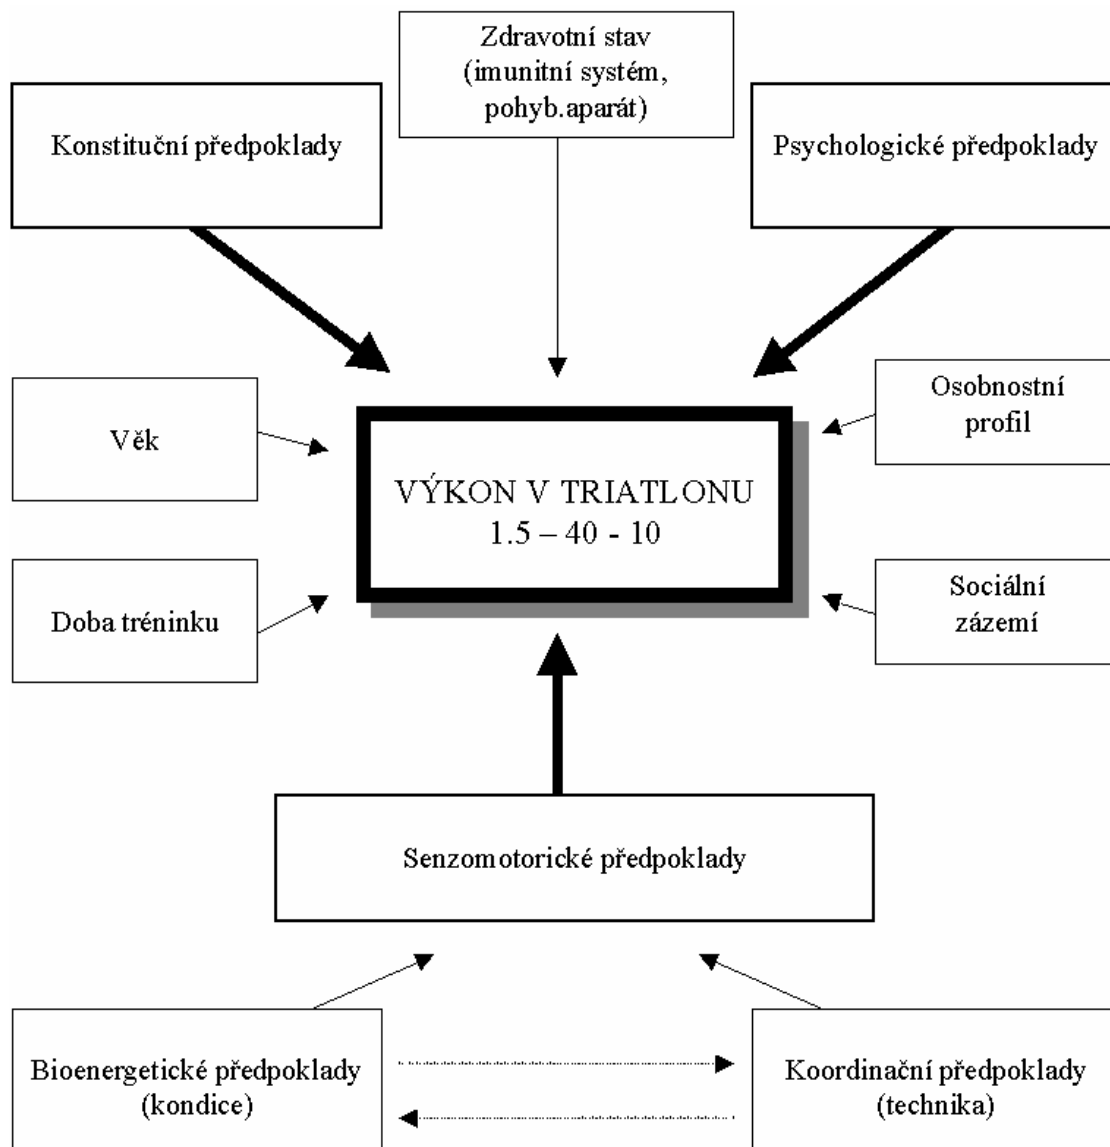 Zdravotní stav
(imunitní systém,
pohyb.aparát)
Konstituční předpoklady
Psychologické předpoklady
Věk
Osobnostní
profil
VÝKON V TRIATLONU
1.5 – 40 - 10
Doba tréninku
Sociální
zázemí
Senzomotorické předpoklady
Bioenergetické předpoklady
(kondice)
Koordinační předpoklady
(technika)